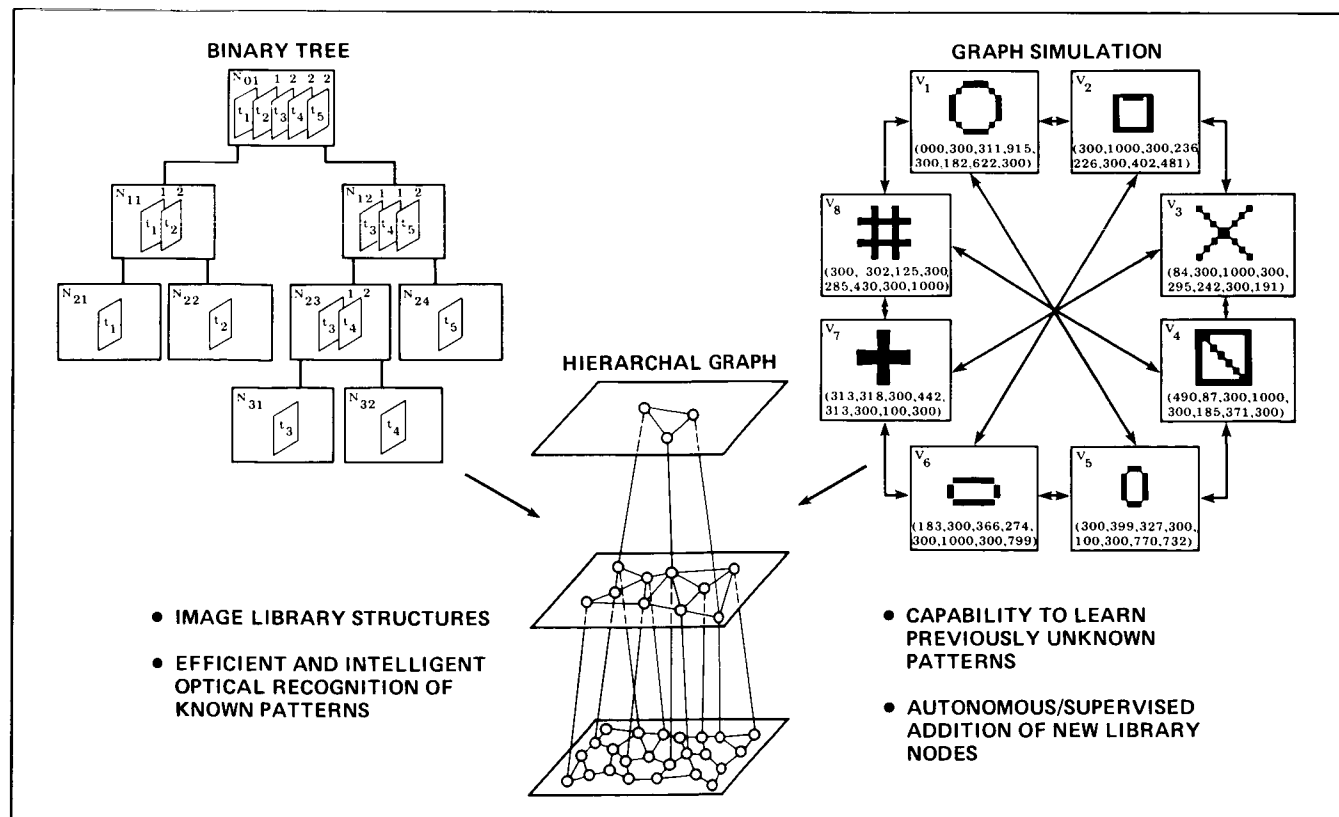 BINARY TREE
N01 1 2 2 2
t1 t2 t3 t4 t5
N11 1 2
t1 t2
N12 1 1 2
t3 t4 t5
N21
t1
N22
t2
N23 1 2
t3 t4
N24
t5
N31
t3
N32
t4
HIERARCHAL GRAPH
GRAPH SIMULATION
V1
(000,300,311,915,
300,182,622,300)
V2
(300,1000,300,236
226,300,402,481)
V8
(300, 302,125,300,
285,430,300,1000)
V3
(84,300,1000,300,
295,242,300,191)
V7
(313,318,300,442,
313,300,100,300)
V4
(490,87,300,1000,
300,185,371,300)
V6
(183,300,366,274,
300,1000,300,799)
V5
(300,399,327,300,
100,300,770,732)
• IMAGE LIBRARY STRUCTURES
• EFFICIENT AND INTELLIGENT
OPTICAL RECOGNITION OF
KNOWN PATTERNS
• CAPABILITY TO LEARN
PREVIOUSLY UNKNOWN
PATTERNS
• AUTONOMOUS/SUPERVISED
ADDITION OF NEW LIBRARY
NODES